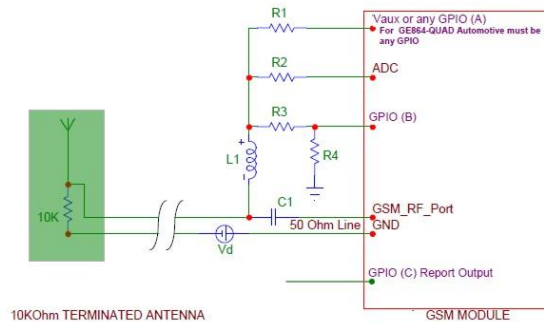 R1
Vaux or any GPIO (A)
For GE864-QUAD Automotive must be
any GPIO
R2
ADC
R3
GPIO (B)
L1
+
R4
C1
10K
GSM_RF_Port
50 Ohm Line
GND
Vd
GPIO (C) Report Output
10KOhm TERMINATED ANTENNA
GSM MODULE